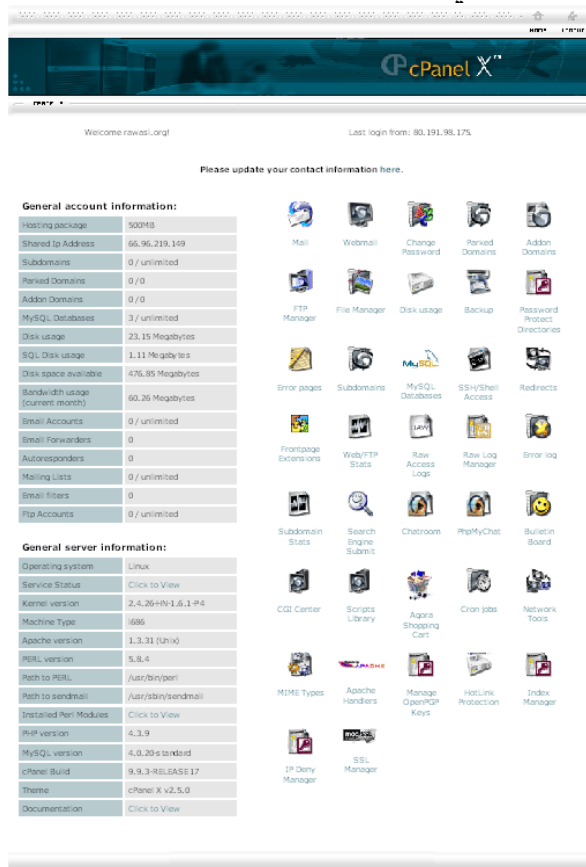 cPanel X™
Welcome rawasi.org!
Last login from: 80.191.98.175
Please update your contact information here.
General account information:
Hosting package 500MB
Shared Ip Address 66.96.219.149
Subdomains 0 / unlimited
Parked Domains 0 / 0
Addon Domains 0 / 0
MySQL Databases 3 / unlimited
Disk usage 23.15 Megabytes
SQL Disk usage 1.11 Megabytes
Disk space available 476.85 Megabytes
Bandwidth usage
(current month) 60.26 Megabytes
Email Accounts 0 / unlimited
Email Forwarders 0
Autoresponders 0
Mailing Lists 0 / unlimited
Email filters 0
Ftp Accounts 0 / unlimited
General server information:
Operating system Linux
Service Status Click to View
Kernel version 2.4.26-HN-1.6.1-P4
Machine Type i686
Apache version 1.3.31 (Unix)
PERL version 5.8.4
Path to PERL /usr/bin/perl
Path to sendmail /usr/sbin/sendmail
Installed Perl Modules Click to View
PHP version 4.3.9
MySQL version 4.0.20-standard
cPanel Build 9.9.3-RELEASE 17
Theme cPanel X v2.5.0
Documentation Click to View
Mail
Webmail
Change
Password
Parked
Domains
Addon
Domains
FTP
Manager
File Manager
Disk usage
Backup
Password
Protect
Directories
Error pages
Subdomains
MySQL
MySQL
Databases
SSH/Shell
Access
Redirects
Frontpage
Extensions
Web/FTP
Stats
RAW
Raw
Access
Logs
Raw Log
Manager
Error log
Subdomain
Stats
Search
Engine
Submit
Chatroom
PhpMyChat
Bulletin
Board
CGI Center
Scripts
Library
Agora
Shopping
Cart
Cron jobs
Network
Tools
MIME Types
APACHE
Apache
Handlers
Manage
OpenPGP
Keys
HotLink
Protection
Index
Manager
IP Deny
Manager
SSL
Manager